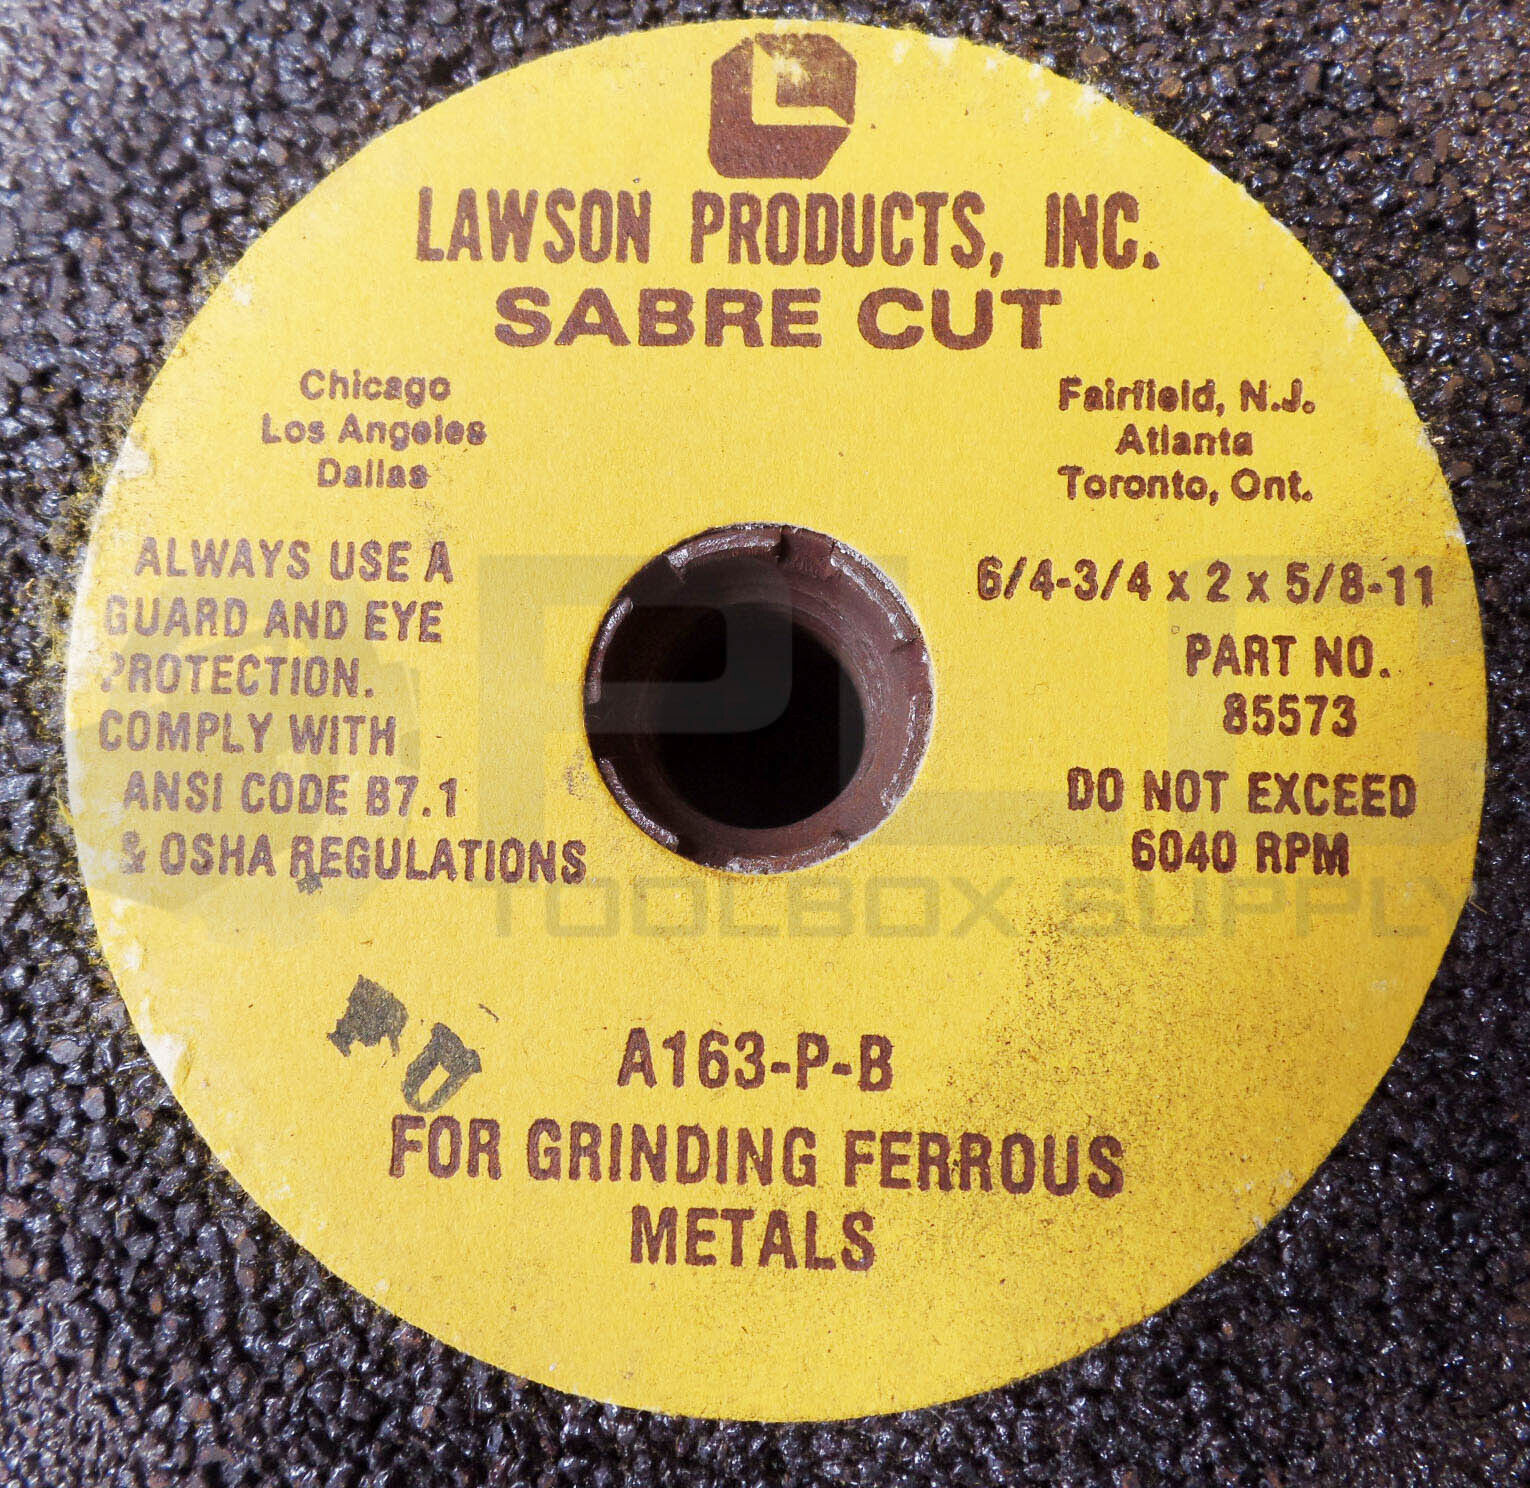 LAWSON PRODUCTS, INC.
SABRE CUT
Chicago
Los Angeles
Dallas
Fairfield, N.J.
Atlanta
Toronto, Ont.
ALWAYS USE A
GUARD AND EYE
PROTECTION.
COMPLY WITH
ANSI CODE B7.1
& OSHA REGULATIONS
6/4-3/4 x 2 x 5/8-11
PART NO.
85573
DO NOT EXCEED
6040 RPM
A163-P-B
FOR GRINDING FERROUS
METALS
PLC
TOOLBOX SUPPLY